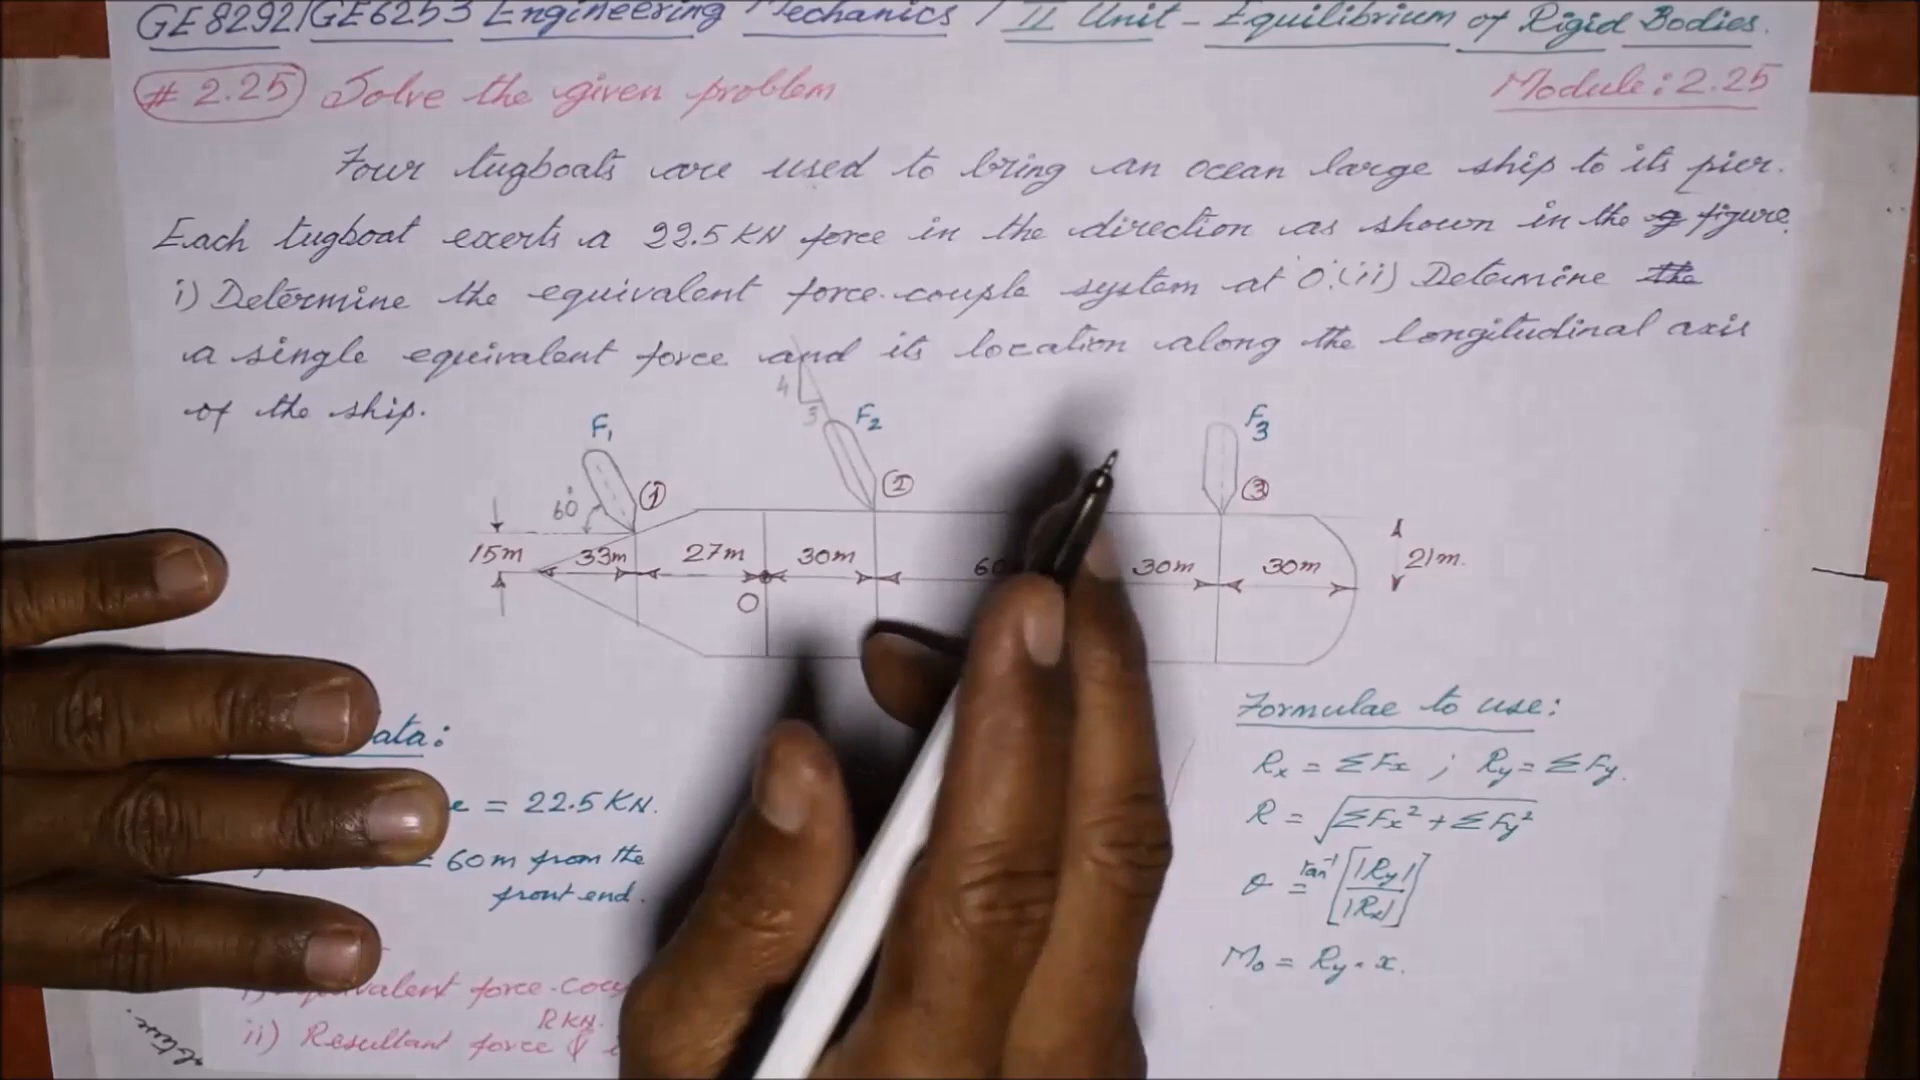 GE8292/GE6253 Engineering Mechanics / II Unit - Equilibrium of Rigid Bodies.
# 2.25 Solve the given problem
Module: 2.25
Four tugboats are used to bring an ocean large ship to its pier.
Each tugboat exerts a 22.5 KN force in the direction as shown in the figure.
i) Determine the equivalent force-couple system at O. (ii) Determine the
a single equivalent force and its location along the longitudinal axis
of the ship.
4
3
F1
F2
F3
60°
1
2
3
15m
33m
27m
30m
30m
30m
21m.
O
= 22.5 KN.
= 60m from the
front end.
RKN.
ii) Resultant force &
Formulae to use:
Rx = ΣFx ; Ry = ΣFy.
R = √ΣFx² + ΣFy²
θ = tan⁻¹ [|Ry| / |Rx|]
Mo = Ry · x.